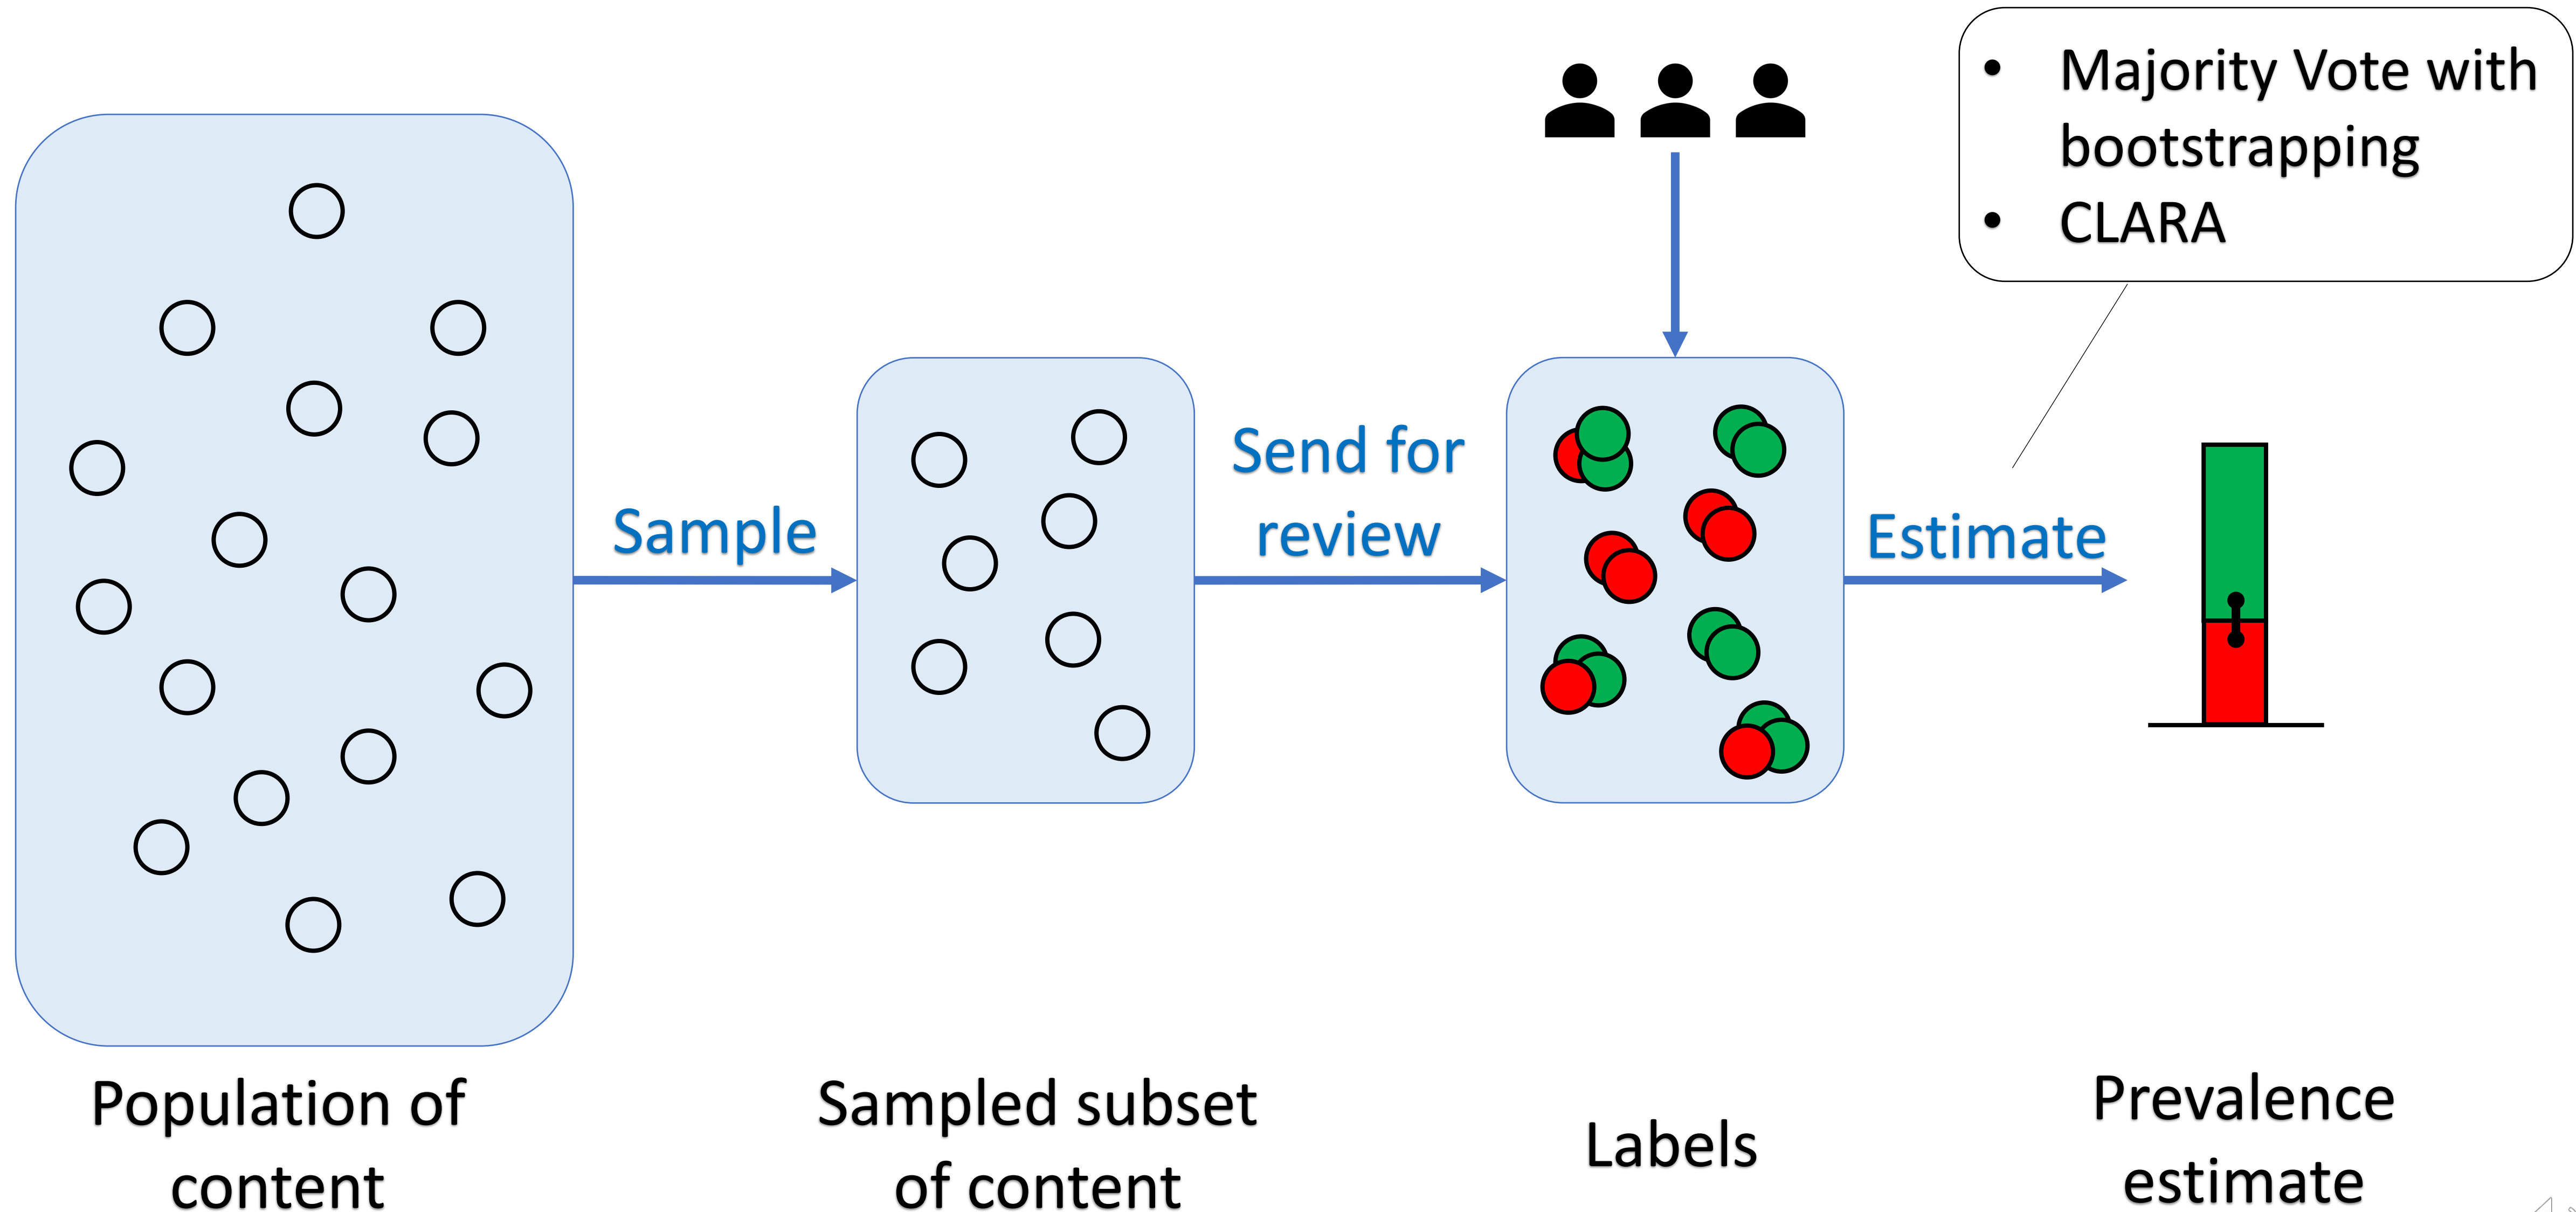 • Majority Vote with
bootstrapping
• CLARA
Sample
Send for
review
Estimate
Population of
content
Sampled subset
of content
Labels
Prevalence
estimate